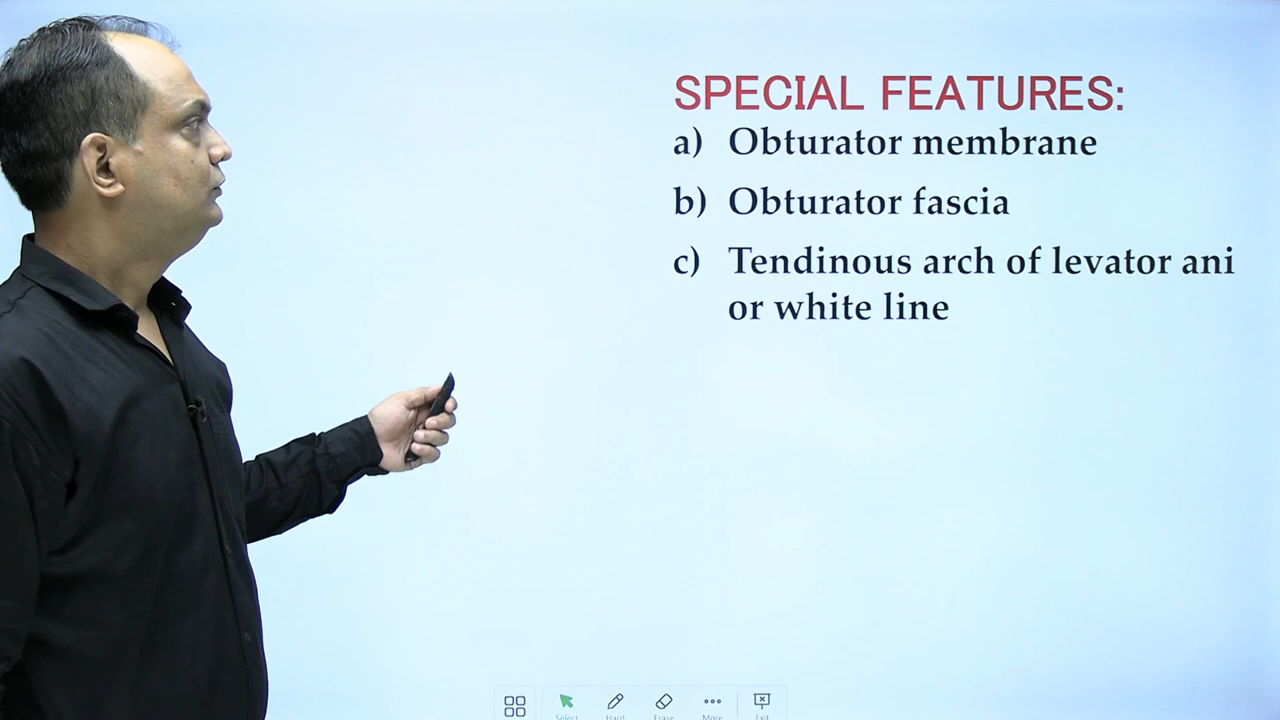 SPECIAL FEATURES:
a) Obturator membrane
b) Obturator fascia
c) Tendinous arch of levator ani
or white line
Select
Hard
Erase
More
Exit